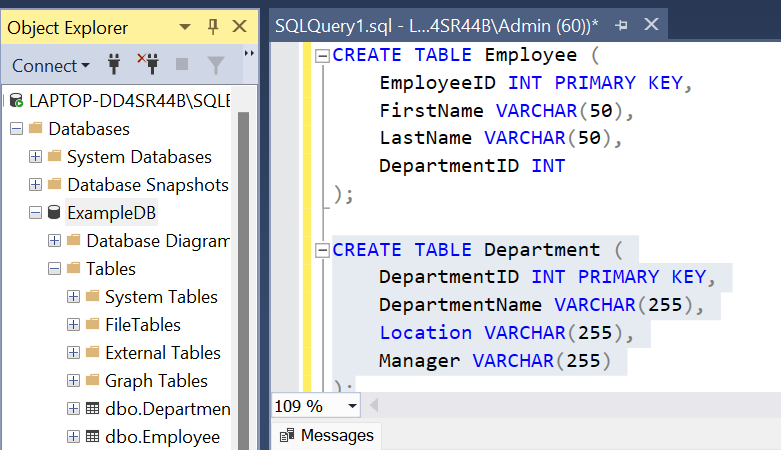 Object Explorer
Connect
LAPTOP-DD4SR44B\SQLE
Databases
System Databases
Database Snapshots
ExampleDB
Database Diagram
Tables
System Tables
FileTables
External Tables
Graph Tables
dbo.Departmen
dbo.Employee
SQLQuery1.sql - L...4SR44B\Admin (60))*
CREATE TABLE Employee (
EmployeeID INT PRIMARY KEY,
FirstName VARCHAR(50),
LastName VARCHAR(50),
DepartmentID INT
);
CREATE TABLE Department (
DepartmentID INT PRIMARY KEY,
DepartmentName VARCHAR(255),
Location VARCHAR(255),
Manager VARCHAR(255)
);
109 %
Messages